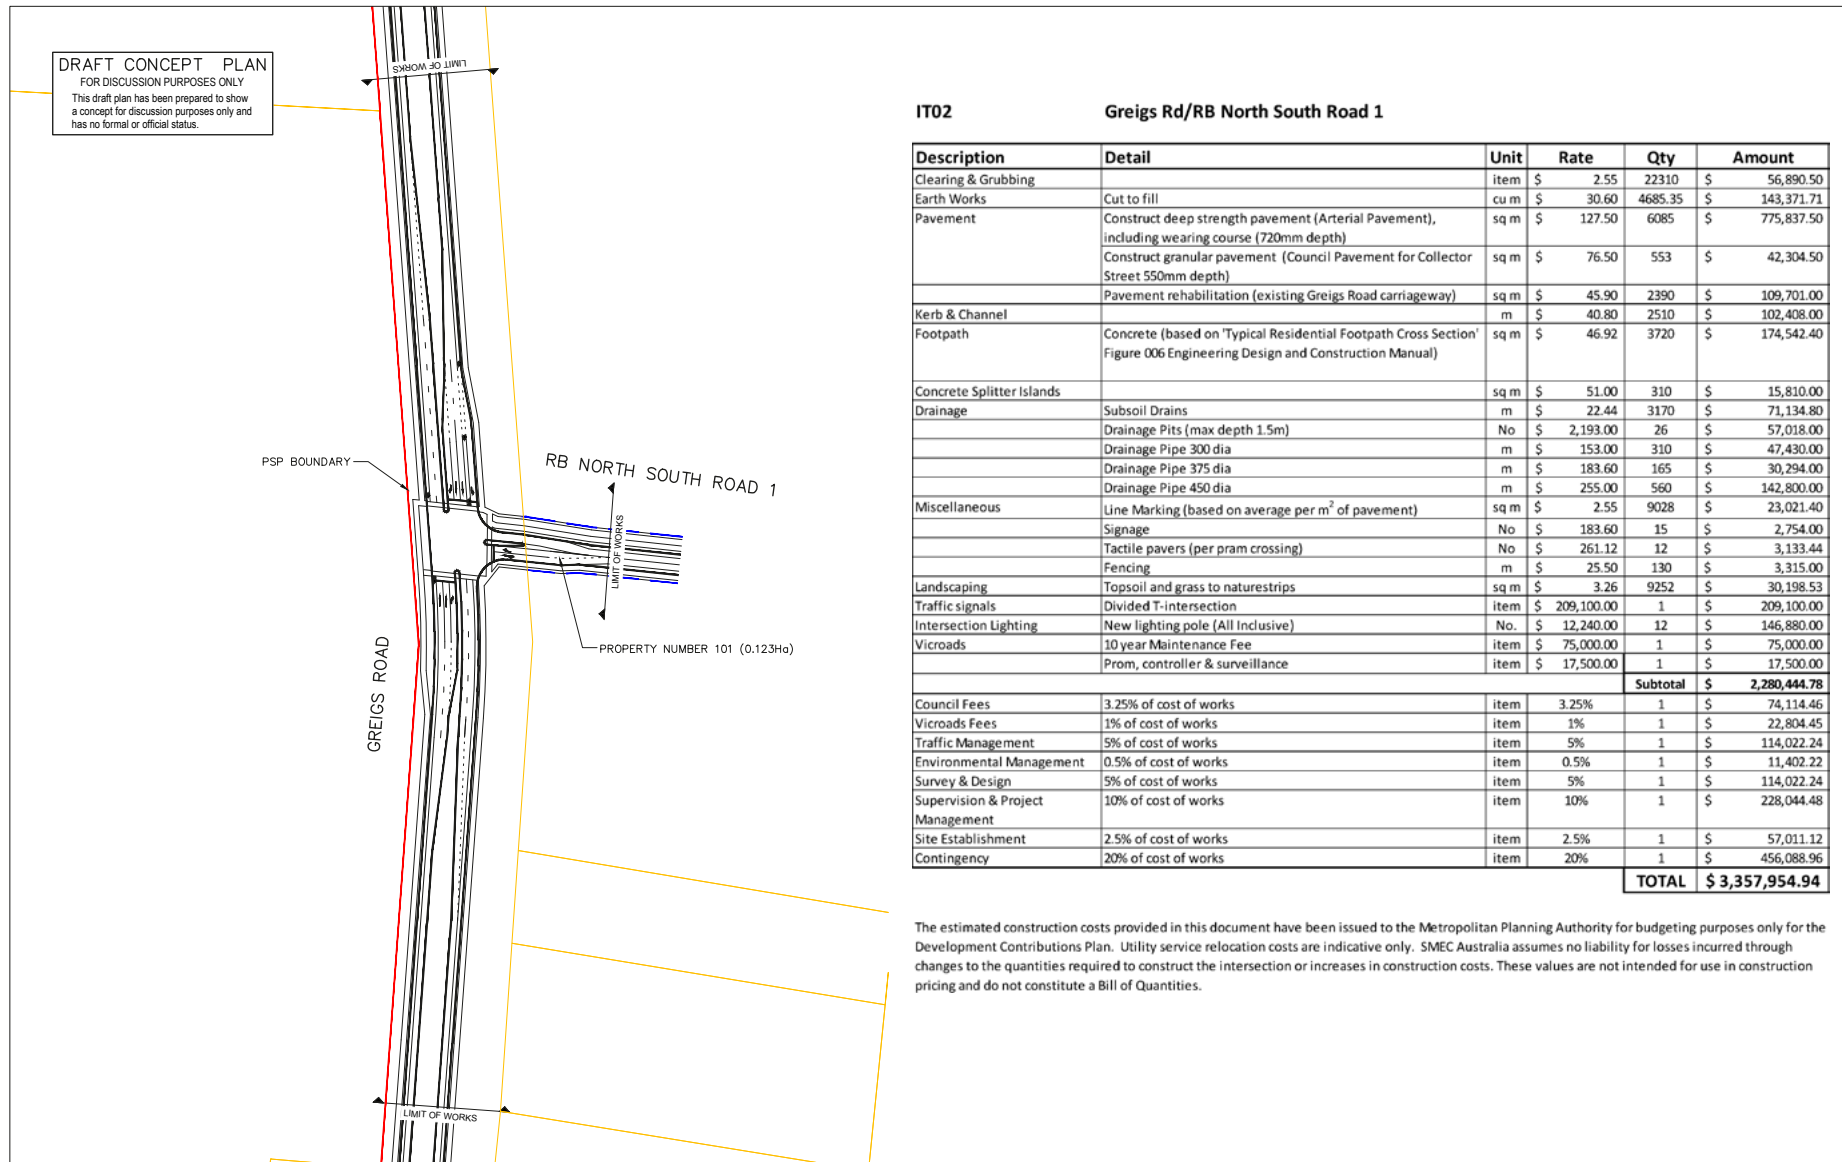 DRAFT CONCEPT PLAN
FOR DISCUSSION PURPOSES ONLY
This draft plan has been prepared to show
a concept for discussion purposes only and
has no formal or official status.
LIMIT OF WORKS
PSP BOUNDARY
RB NORTH SOUTH ROAD 1
LIMIT OF WORKS
PROPERTY NUMBER 101 (0.123Ha)
GREIGS ROAD
LIMIT OF WORKS
IT02 Greigs Rd/RB North South Road 1
Description Detail Unit Rate Qty Amount
Clearing & Grubbing item $ 2.55 22310 $ 56,890.50
Earth Works Cut to fill cu m $ 30.60 4685.35 $ 143,371.71
Pavement Construct deep strength pavement (Arterial Pavement), sq m $ 127.50 6085 $ 775,837.50
including wearing course (720mm depth)
Construct granular pavement (Council Pavement for Collector sq m $ 76.50 553 $ 42,304.50
Street 550mm depth)
Pavement rehabilitation (existing Greigs Road carriageway) sq m $ 45.90 2390 $ 109,701.00
Kerb & Channel m $ 40.80 2510 $ 102,408.00
Footpath Concrete (based on 'Typical Residential Footpath Cross Section' sq m $ 46.92 3720 $ 174,542.40
Figure 006 Engineering Design and Construction Manual)
Concrete Splitter Islands sq m $ 51.00 310 $ 15,810.00
Drainage Subsoil Drains m $ 22.44 3170 $ 71,134.80
Drainage Pits (max depth 1.5m) No $ 2,193.00 26 $ 57,018.00
Drainage Pipe 300 dia m $ 153.00 310 $ 47,430.00
Drainage Pipe 375 dia m $ 183.60 165 $ 30,294.00
Drainage Pipe 450 dia m $ 255.00 560 $ 142,800.00
Miscellaneous Line Marking (based on average per m² of pavement) sq m $ 2.55 9028 $ 23,021.40
Signage No $ 183.60 15 $ 2,754.00
Tactile pavers (per pram crossing) No $ 261.12 12 $ 3,133.44
Fencing m $ 25.50 130 $ 3,315.00
Landscaping Topsoil and grass to naturestrips sq m $ 3.26 9252 $ 30,198.53
Traffic signals Divided T-intersection item $ 209,100.00 1 $ 209,100.00
Intersection Lighting New lighting pole (All Inclusive) No. $ 12,240.00 12 $ 146,880.00
Vicroads 10 year Maintenance Fee item $ 75,000.00 1 $ 75,000.00
Prom, controller & surveillance item $ 17,500.00 1 $ 17,500.00
Subtotal $ 2,280,444.78
Council Fees 3.25% of cost of works item 3.25% 1 $ 74,114.46
Vicroads Fees 1% of cost of works item 1% 1 $ 22,804.45
Traffic Management 5% of cost of works item 5% 1 $ 114,022.24
Environmental Management 0.5% of cost of works item 0.5% 1 $ 11,402.22
Survey & Design 5% of cost of works item 5% 1 $ 114,022.24
Supervision & Project 10% of cost of works item 10% 1 $ 228,044.48
Management
Site Establishment 2.5% of cost of works item 2.5% 1 $ 57,011.12
Contingency 20% of cost of works item 20% 1 $ 456,088.96
TOTAL $ 3,357,954.94
The estimated construction costs provided in this document have been issued to the Metropolitan Planning Authority for budgeting purposes only for the
Development Contributions Plan. Utility service relocation costs are indicative only. SMEC Australia assumes no liability for losses incurred through
changes to the quantities required to construct the intersection or increases in construction costs. These values are not intended for use in construction
pricing and do not constitute a Bill of Quantities.